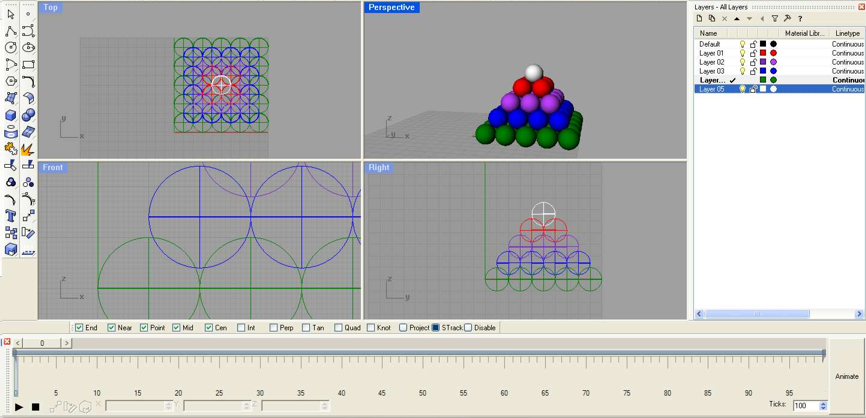 Top
Perspective
Layers - All Layers
Name Material Libr... Linetype
Default Continuous
Layer 01 Continuous
Layer 02 Continuous
Layer 03 Continuous
Layer... Continuou
Layer 05 Continuous
y x
z y x
Front
Right
z x
z y
End Near Point Mid Cen Int Perp Tan Quad Knot Project STrack Disable
< 0 >
0 5 10 15 20 25 30 35 40 45 50 55 60 65 70 75 80 85 90 95
Animate
X Y Z
Ticks: 100